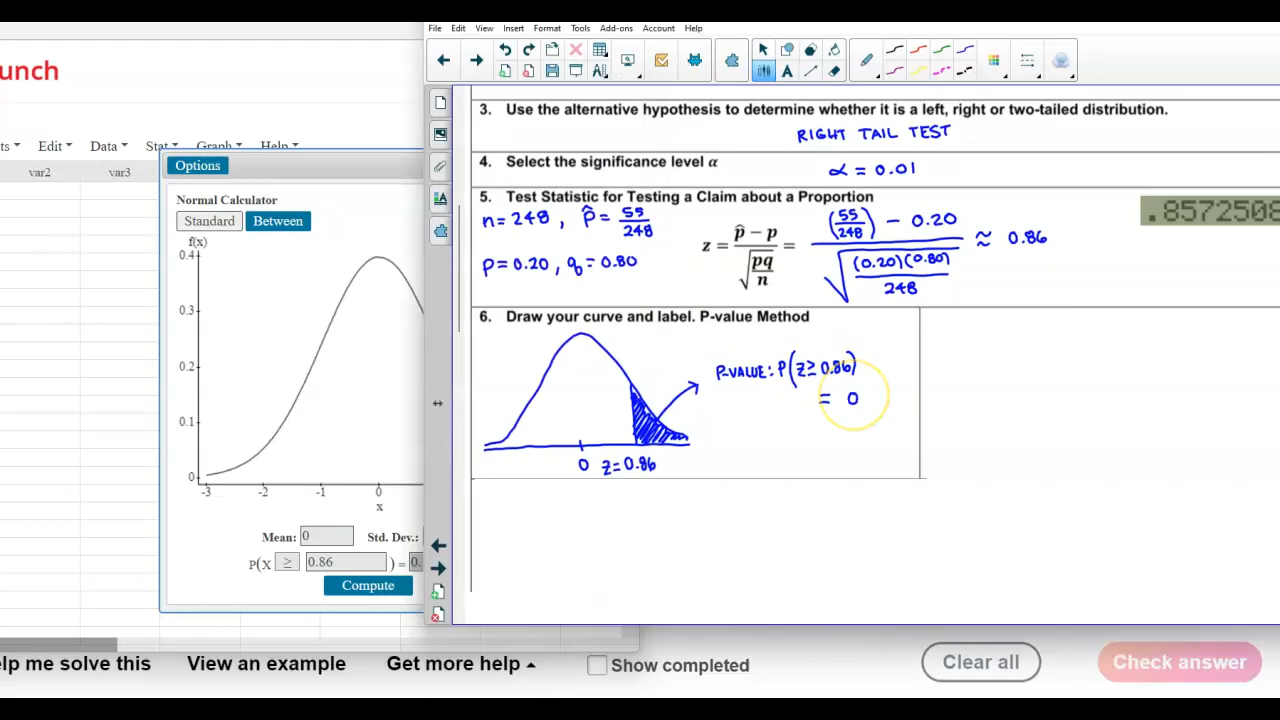 File Edit View Insert Format Tools Add-ons Account Help
unch
ts Edit Data Stat Graph Help
var2 var3
Options
Normal Calculator
Standard Between
f(x)
0.4
0.3
0.2
0.1
0
-3 -2 -1 0
x
Mean: 0 Std. Dev.:
P(X ≥ 0.86 ) = 0.
Compute
3. Use the alternative hypothesis to determine whether it is a left, right or two-tailed distribution.
RIGHT TAIL TEST
4. Select the significance level α
α = 0.01
5. Test Statistic for Testing a Claim about a Proportion
n = 248 , p̂ = 55/248
p = 0.20 , q = 0.80
z = (p̂ − p)/√(pq/n) = ((55/248) − 0.20)/√((0.20)(0.80)/248) ≈ 0.86
.8572508
6. Draw your curve and label. P-value Method
P-VALUE: P(z ≥ 0.86)
= 0
0 z = 0.86
elp me solve this View an example Get more help Show completed Clear all Check answer